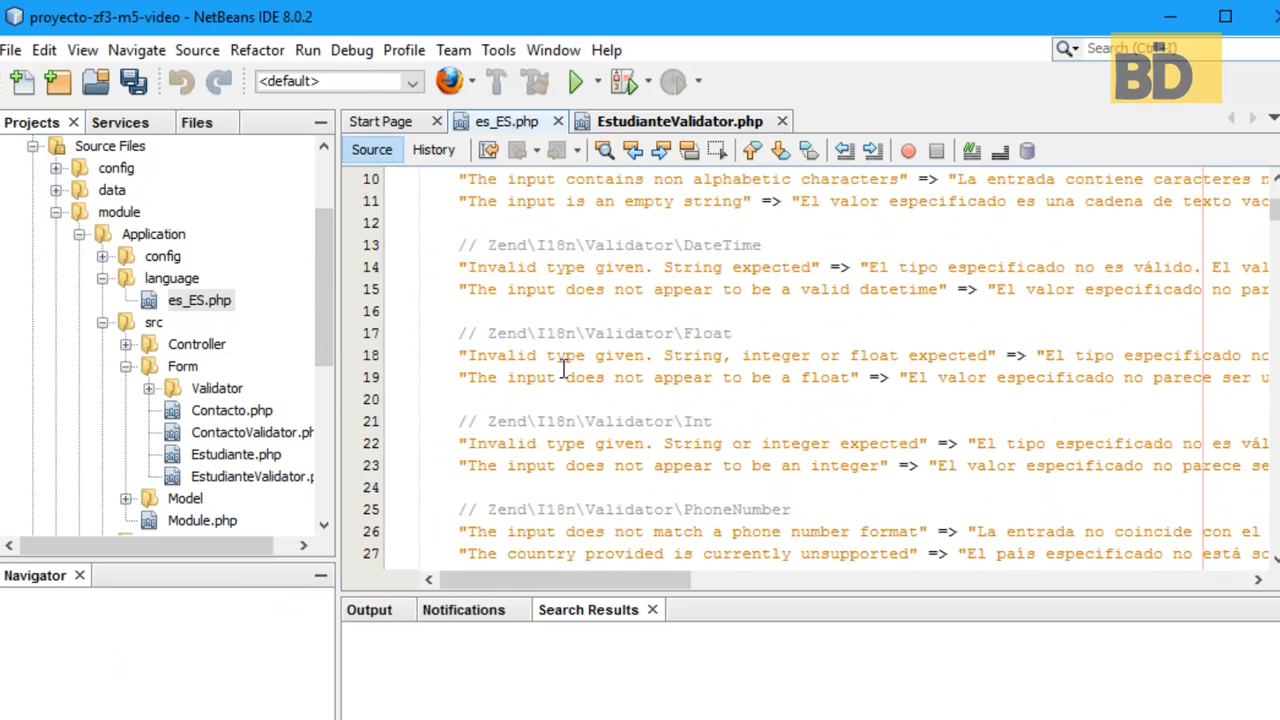 proyecto-zf3-m5-video - NetBeans IDE 8.0.2
File Edit View Navigate Source Refactor Run Debug Profile Team Tools Window Help
Search (Ctrl+I)
BD
<default>
Projects Services Files
Start Page es_ES.php EstudianteValidator.php
Source History
Source Files
config
data
module
Application
config
language
es_ES.php
src
Controller
Form
Validator
Contacto.php
ContactoValidator.ph
Estudiante.php
EstudianteValidator.p
Model
Module.php
10 "The input contains non alphabetic characters" => "La entrada contiene caracteres n
11 "The input is an empty string" => "El valor especificado es una cadena de texto vac
12
13 // Zend\I18n\Validator\DateTime
14 "Invalid type given. String expected" => "El tipo especificado no es válido. El val
15 "The input does not appear to be a valid datetime" => "El valor especificado no par
16
17 // Zend\I18n\Validator\Float
18 "Invalid type given. String, integer or float expected" => "El tipo especificado no
19 "The input does not appear to be a float" => "El valor especificado no parece ser u
20
21 // Zend\I18n\Validator\Int
22 "Invalid type given. String or integer expected" => "El tipo especificado no es vál
23 "The input does not appear to be an integer" => "El valor especificado no parece se
24
25 // Zend\I18n\Validator\PhoneNumber
26 "The input does not match a phone number format" => "La entrada no coincide con el
27 "The country provided is currently unsupported" => "El país especificado no está so
Navigator
Output Notifications Search Results